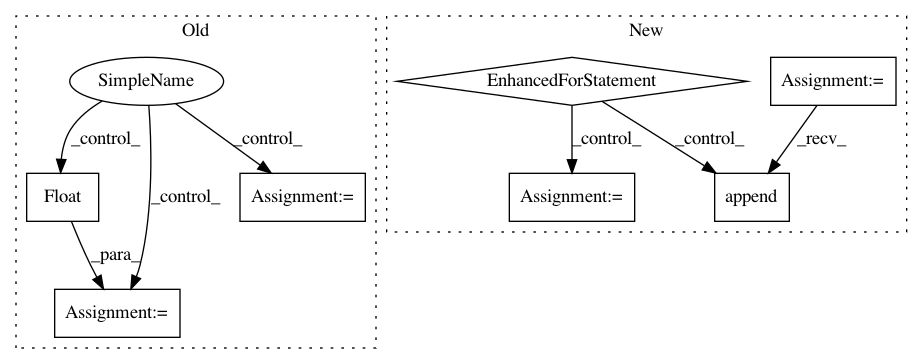 Old
New
SimpleName
EnhancedForStatement
Assignment:=
_control_
_control_
_control_
_control_
_control_
_recv_
Float
Assignment:=
Assignment:=
append
_para_
Assignment:=